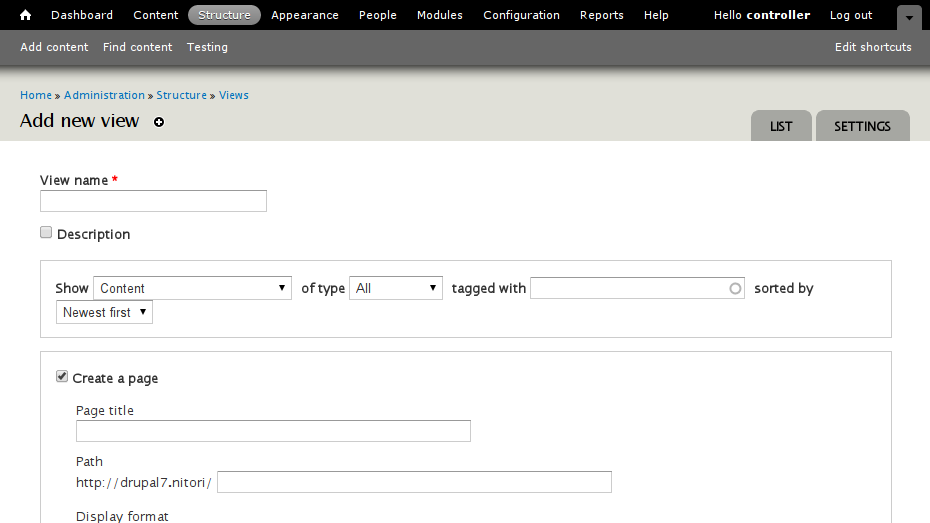 Dashboard Content Structure Appearance People Modules Configuration Reports Help Hello controller Log out
Add content Find content Testing Edit shortcuts
Home » Administration » Structure » Views
Add new view
LIST SETTINGS
View name *
Description
Show Content of type All tagged with sorted by
Newest first
Create a page
Page title
Path
http://drupal7.nitori/
Display format